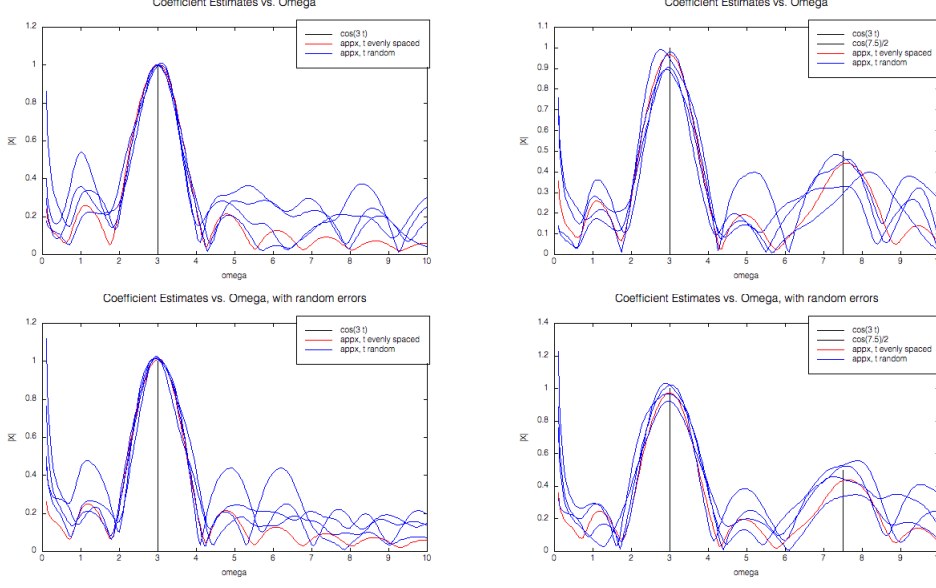 Coefficient Estimates vs. Omega
1.2
1
0.8
0.6
0.4
0.2
0
|X|
0 1 2 3 4 5 6 7 8 9 10
omega
cos(3 t)
appx, t evenly spaced
appx, t random
Coefficient Estimates vs. Omega
1.1
1
0.9
0.8
0.7
0.6
0.5
0.4
0.3
0.2
0.1
0
|X|
0 1 2 3 4 5 6 7 8 9
omega
cos(3 t)
cos(7.5)/2
appx, t evenly spaced
appx, t random
Coefficient Estimates vs. Omega, with random errors
1.2
1
0.8
0.6
0.4
0.2
0
|X|
0 1 2 3 4 5 6 7 8 9 10
omega
cos(3 t)
appx, t evenly spaced
appx, t random
Coefficient Estimates vs. Omega, with random errors
1.4
1.2
1
0.8
0.6
0.4
0.2
0
|X|
0 1 2 3 4 5 6 7 8 9
omega
cos(3 t)
cos(7.5)/2
appx, t evenly spaced
appx, t random